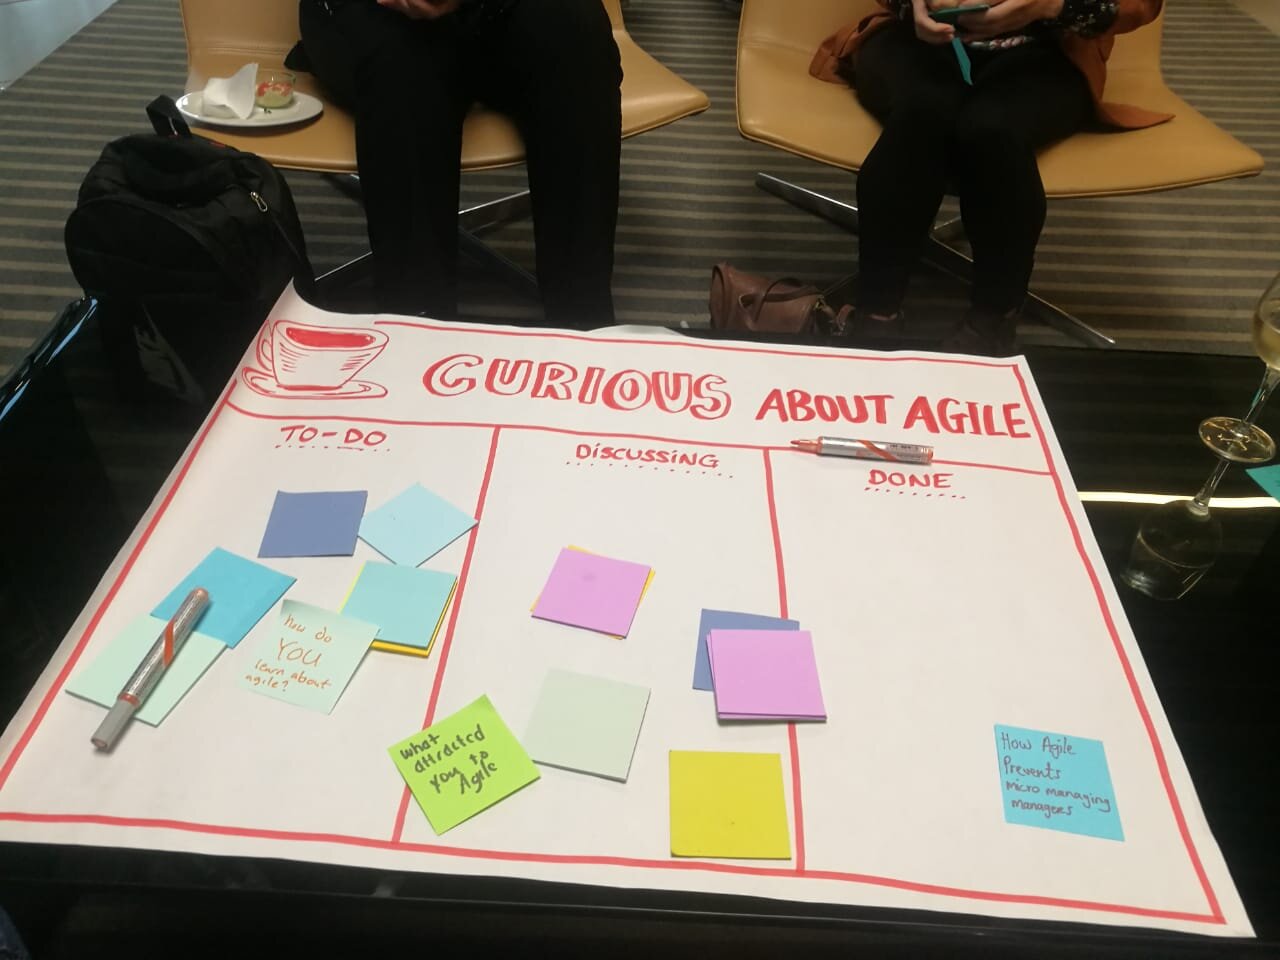 CURIOUS ABOUT AGILE
TO-DO
DISCUSSING
DONE
how do
YOU
learn about
agile?
what
attracted
you to
Agile
How Agile
Prevents
micro managing
managers